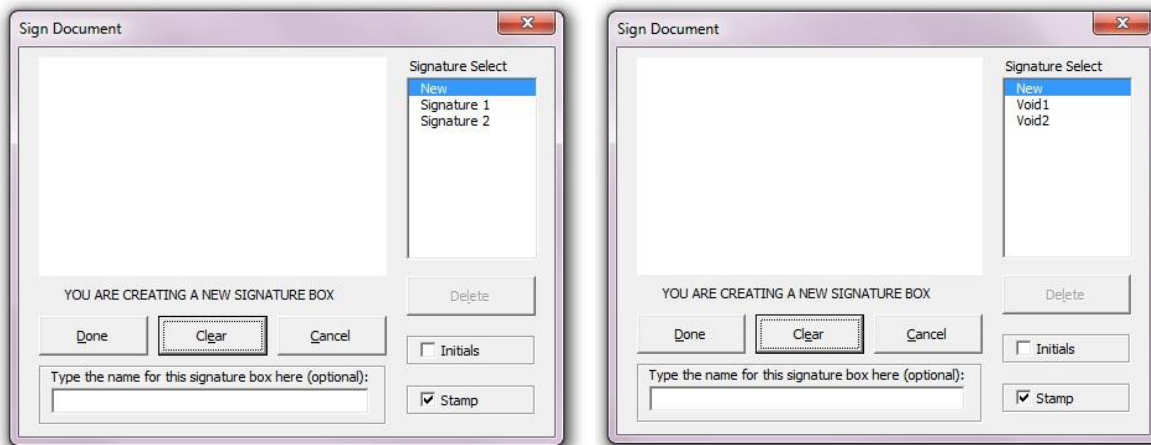 Sign Document
Signature Select
New
Signature 1
Signature 2
YOU ARE CREATING A NEW SIGNATURE BOX
Delete
Done
Clear
Cancel
Initials
Type the name for this signature box here (optional):
Stamp
Sign Document
Signature Select
New
Void1
Void2
YOU ARE CREATING A NEW SIGNATURE BOX
Delete
Done
Clear
Cancel
Initials
Type the name for this signature box here (optional):
Stamp